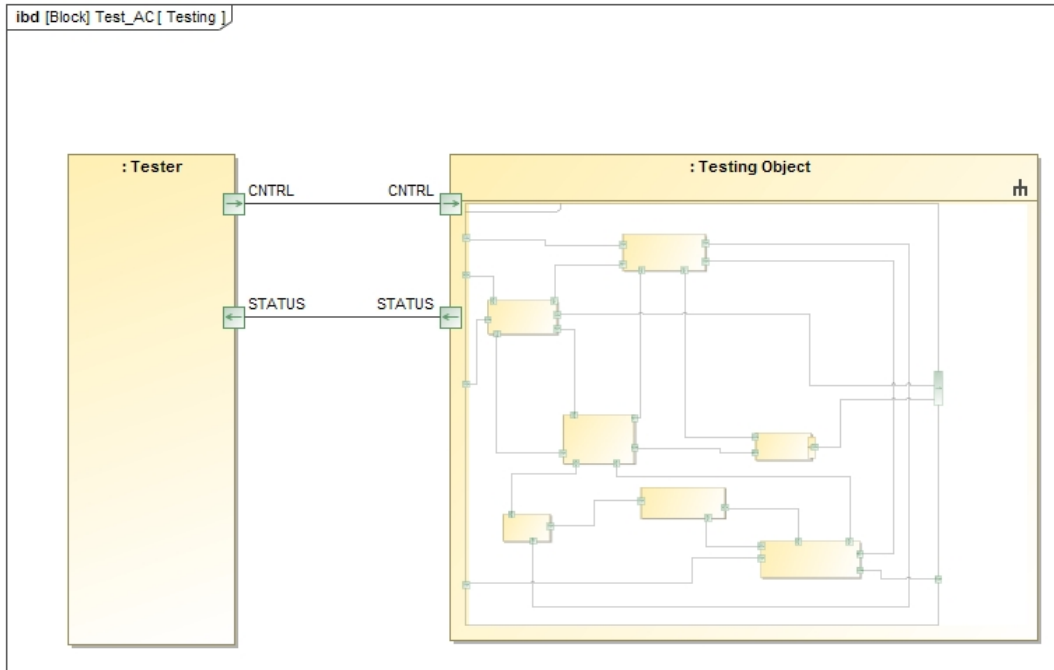 ibd [Block] Test_AC [ Testing ]
: Tester
: Testing Object
CNTRL
CNTRL
STATUS
STATUS